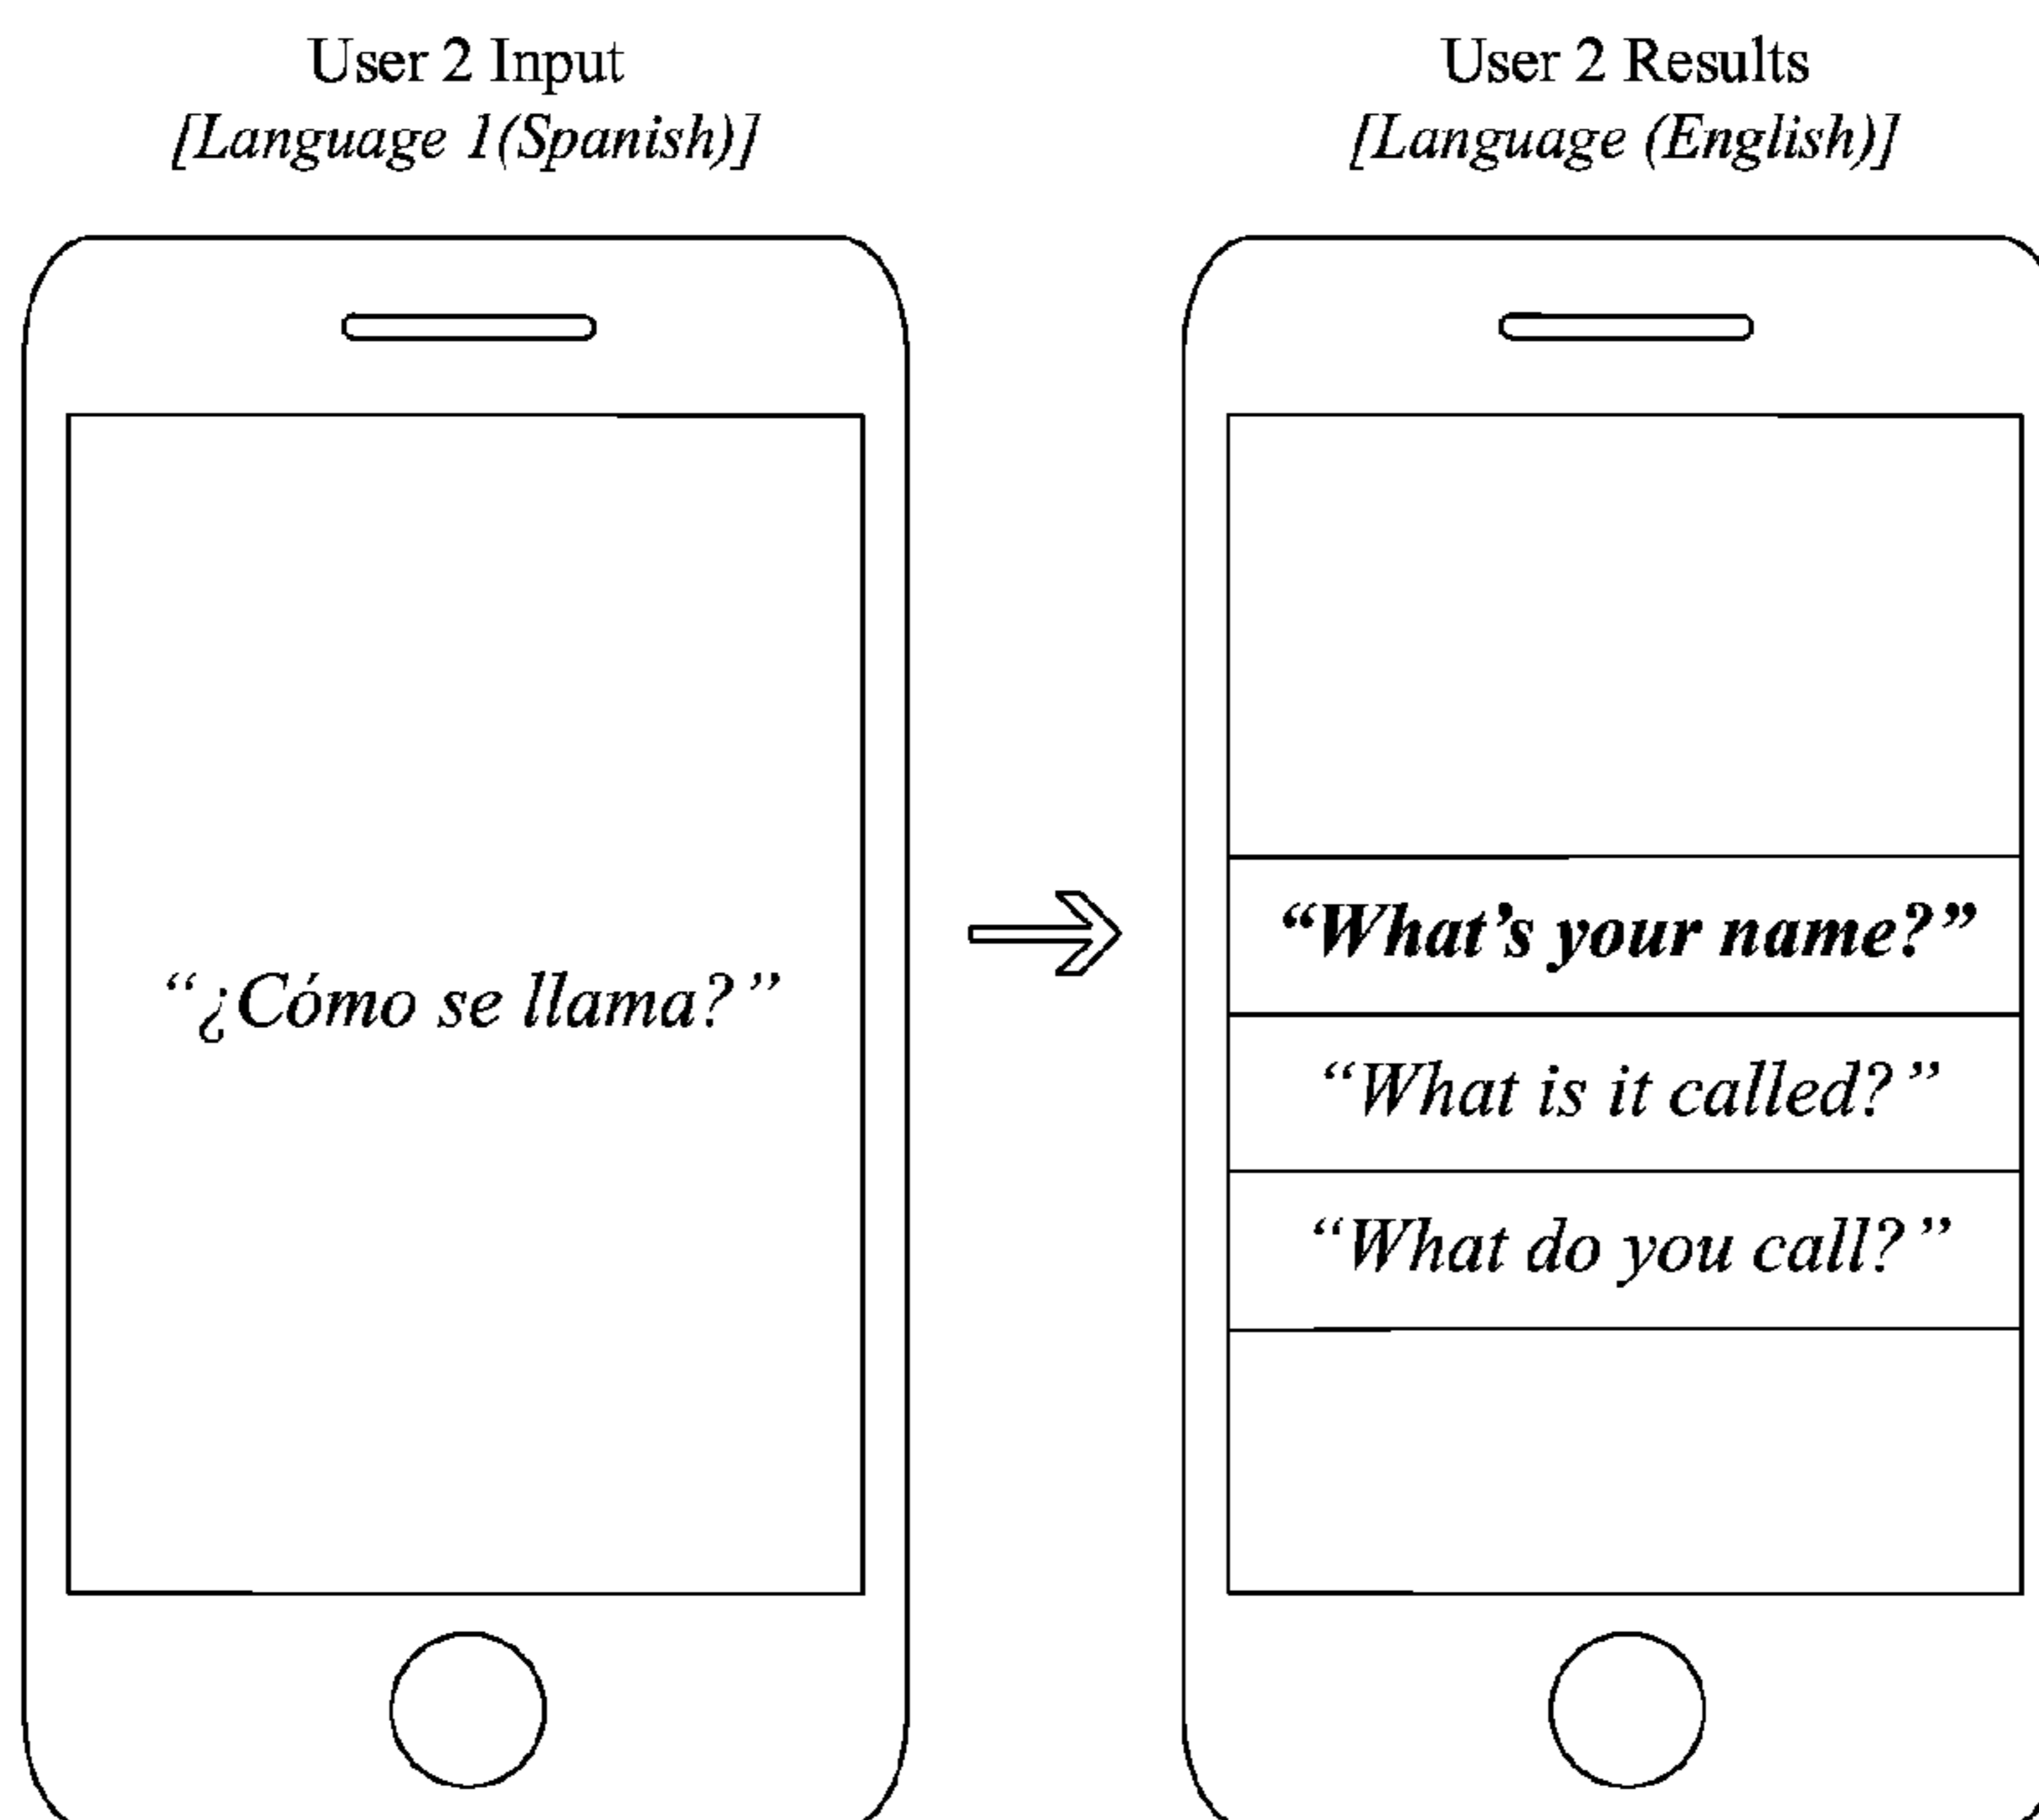 User 2 Input
[Language 1(Spanish)]
“¿Cómo se llama?”
User 2 Results
[Language (English)]
“What’s your name?”
“What is it called?”
“What do you call?”